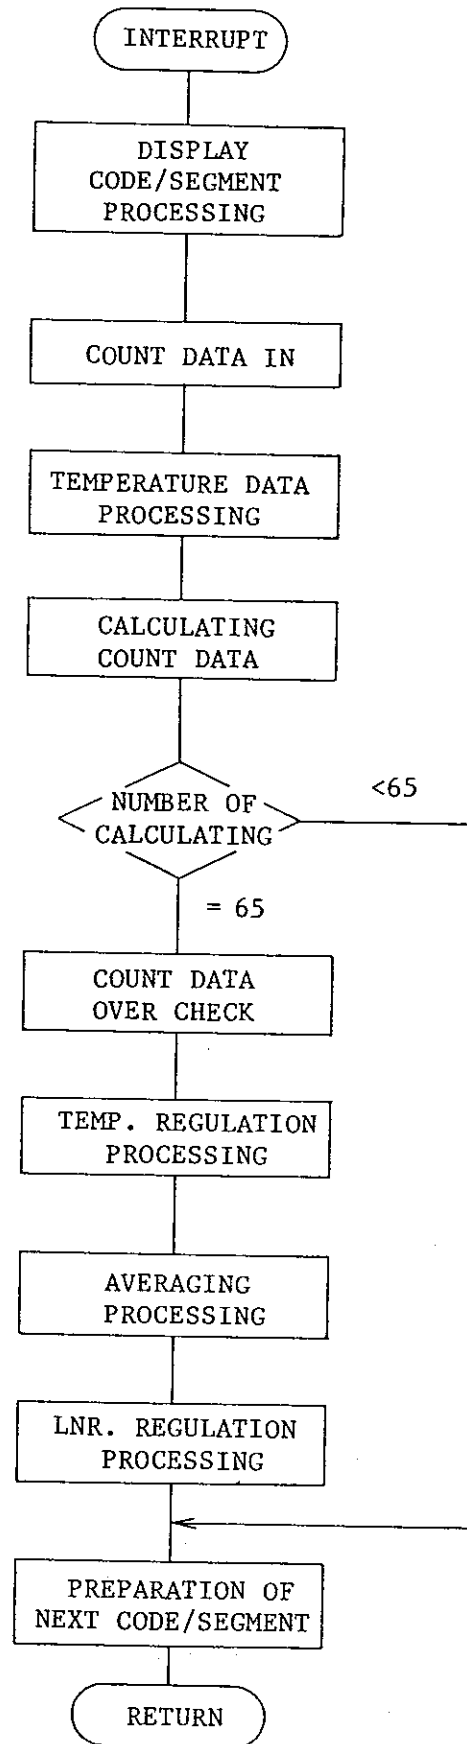 INTERRUPT
DISPLAY
CODE/SEGMENT
PROCESSING
COUNT DATA IN
TEMPERATURE DATA
PROCESSING
CALCULATING
COUNT DATA
NUMBER OF
CALCULATING
<65
= 65
COUNT DATA
OVER CHECK
TEMP. REGULATION
PROCESSING
AVERAGING
PROCESSING
LNR. REGULATION
PROCESSING
PREPARATION OF
NEXT CODE/SEGMENT
RETURN